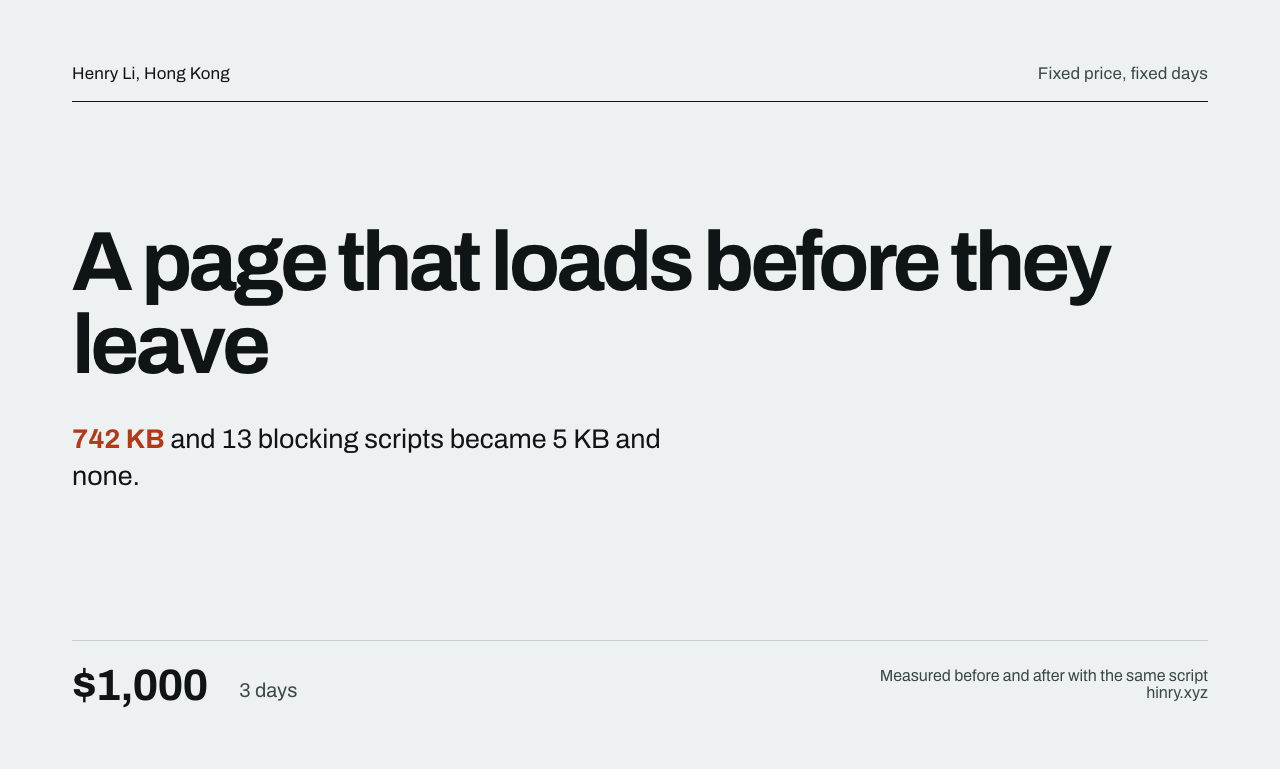 Henry Li, Hong Kong
Fixed price, fixed days
A page that loads before they
leave
742 KB and 13 blocking scripts became 5 KB and
none.
$1,000
3 days
Measured before and after with the same script
hinry.xyz